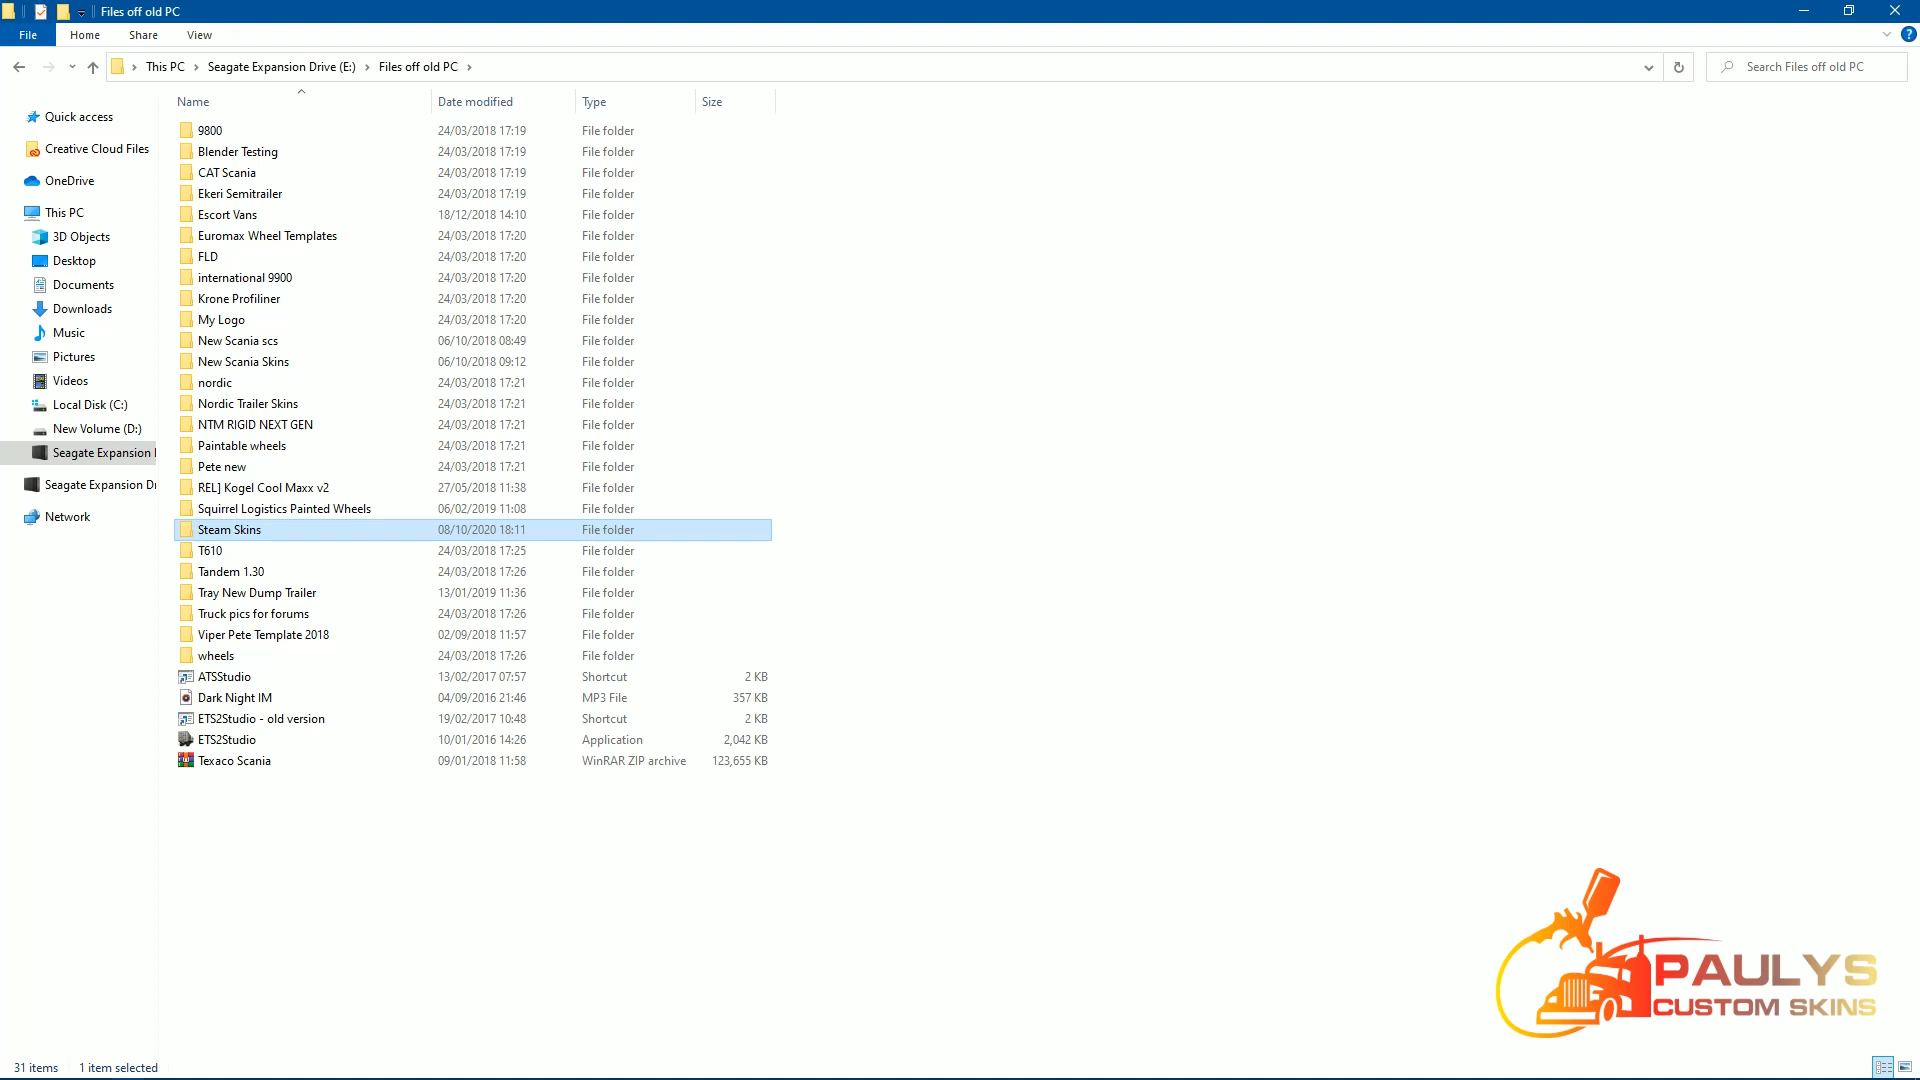 Files off old PC
File Home Share View
This PC Seagate Expansion Drive (E:) Files off old PC Search Files off old PC
Name Date modified Type Size
Quick access
Creative Cloud Files
OneDrive
This PC
3D Objects
Desktop
Documents
Downloads
Music
Pictures
Videos
Local Disk (C:)
New Volume (D:)
Seagate Expansion
Seagate Expansion Dr
Network
9800 24/03/2018 17:19 File folder
Blender Testing 24/03/2018 17:19 File folder
CAT Scania 24/03/2018 17:19 File folder
Ekeri Semitrailer 24/03/2018 17:19 File folder
Escort Vans 18/12/2018 14:10 File folder
Euromax Wheel Templates 24/03/2018 17:20 File folder
FLD 24/03/2018 17:20 File folder
international 9900 24/03/2018 17:20 File folder
Krone Profiliner 24/03/2018 17:20 File folder
My Logo 24/03/2018 17:20 File folder
New Scania scs 06/10/2018 08:49 File folder
New Scania Skins 06/10/2018 09:12 File folder
nordic 24/03/2018 17:21 File folder
Nordic Trailer Skins 24/03/2018 17:21 File folder
NTM RIGID NEXT GEN 24/03/2018 17:21 File folder
Paintable wheels 24/03/2018 17:21 File folder
Pete new 24/03/2018 17:21 File folder
REL] Kogel Cool Maxx v2 27/05/2018 11:38 File folder
Squirrel Logistics Painted Wheels 06/02/2019 11:08 File folder
Steam Skins 08/10/2020 18:11 File folder
T610 24/03/2018 17:25 File folder
Tandem 1.30 24/03/2018 17:26 File folder
Tray New Dump Trailer 13/01/2019 11:36 File folder
Truck pics for forums 24/03/2018 17:26 File folder
Viper Pete Template 2018 02/09/2018 11:57 File folder
wheels 24/03/2018 17:26 File folder
ATSStudio 13/02/2017 07:57 Shortcut 2 KB
Dark Night IM 04/09/2016 21:46 MP3 File 357 KB
ETS2Studio - old version 19/02/2017 10:48 Shortcut 2 KB
ETS2Studio 10/01/2016 14:26 Application 2,042 KB
Texaco Scania 09/01/2018 11:58 WinRAR ZIP archive 123,655 KB
PAULYS
CUSTOM SKINS
31 items 1 item selected